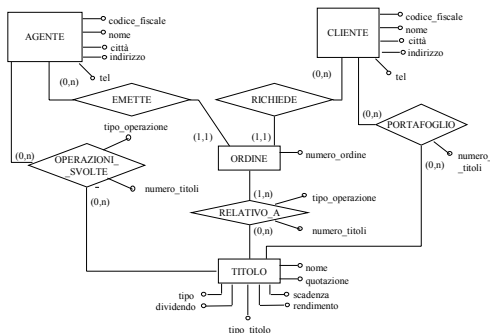 codice_fiscale
AGENTE
nome
città
indirizzo
tel
codice_fiscale
CLIENTE
nome
città
indirizzo
tel
(0,n)
(0,n)
(0,n)
EMETTE
RICHIEDE
PORTAFOGLIO
tipo_operazione
(1,1)
(1,1)
(0,n)
OPERAZIONI_
_SVOLTE
ORDINE
numero_ordine
(0,n)
numero_
_titoli
numero_titoli
(0,n)
(1,n)
tipo_operazione
RELATIVO_A
(0,n)
numero_titoli
TITOLO
nome
quotazione
tipo
scadenza
dividendo
rendimento
tipo_titolo